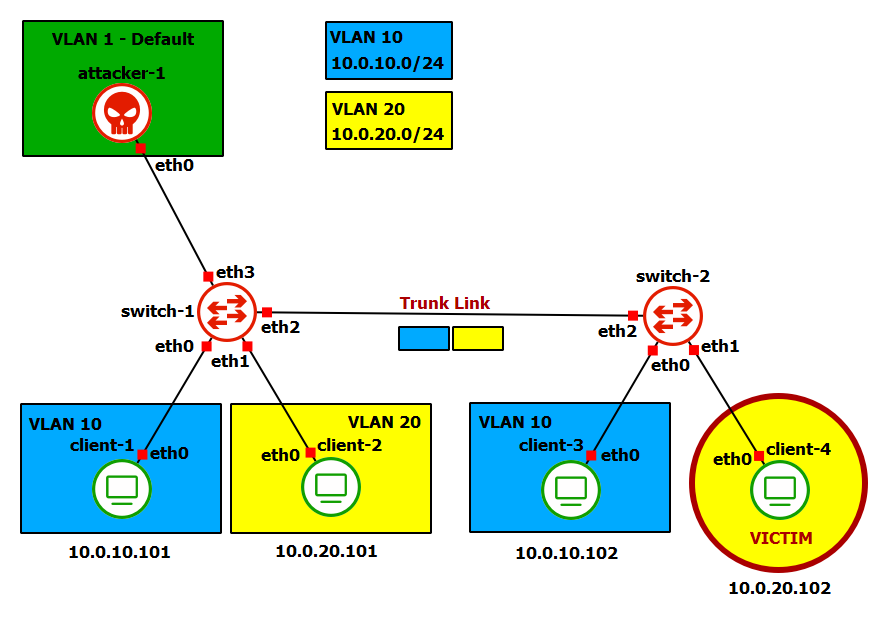 VLAN 1 - Default
attacker-1
eth0
VLAN 10
10.0.10.0/24
VLAN 20
10.0.20.0/24
eth3
switch-1
eth2
eth0
eth1
Trunk Link
switch-2
eth2
eth1
eth0
VLAN 10
client-1
eth0
10.0.10.101
VLAN 20
client-2
eth0
10.0.20.101
VLAN 10
client-3
eth0
10.0.10.102
client-4
eth0
VICTIM
10.0.20.102